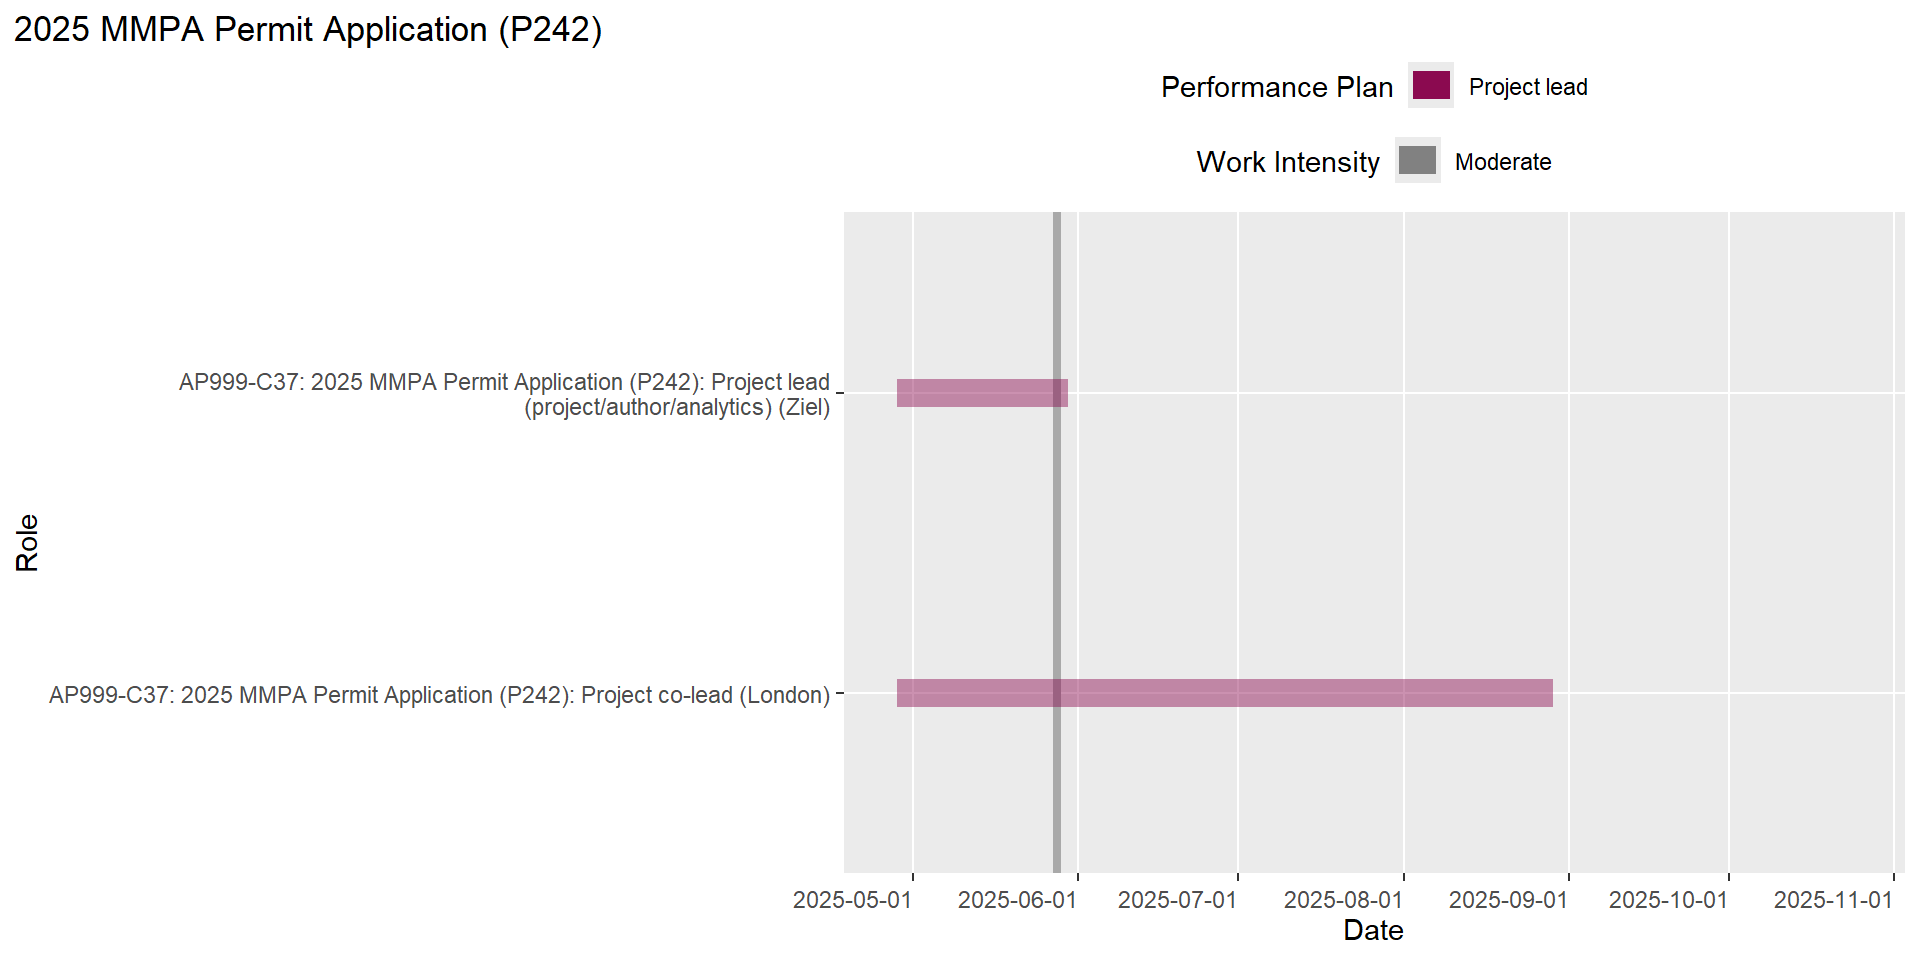 2025 MMPA Permit Application (P242)
Performance Plan
Project lead
Work Intensity
Moderate
AP999-C37: 2025 MMPA Permit Application (P242): Project lead
(project/author/analytics) (Ziel)
Role
AP999-C37: 2025 MMPA Permit Application (P242): Project co-lead (London)
2025-05-01
2025-06-01
2025-07-01
2025-08-01
2025-09-01
2025-10-01
2025-11-01
Date